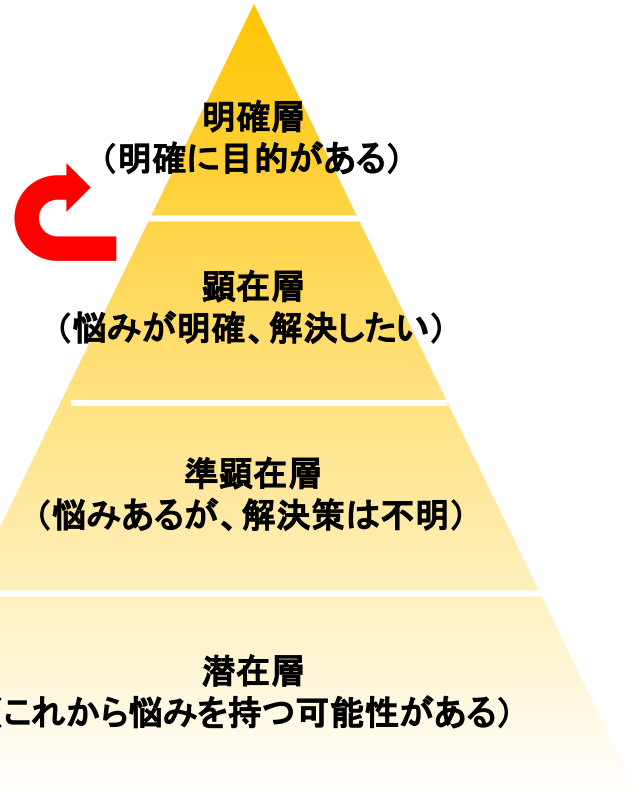 明確層
（明確に目的がある）
顕在層
（悩みが明確、解決したい）
準顕在層
（悩みあるが、解決策は不明）
潜在層
（これから悩みを持つ可能性がある）